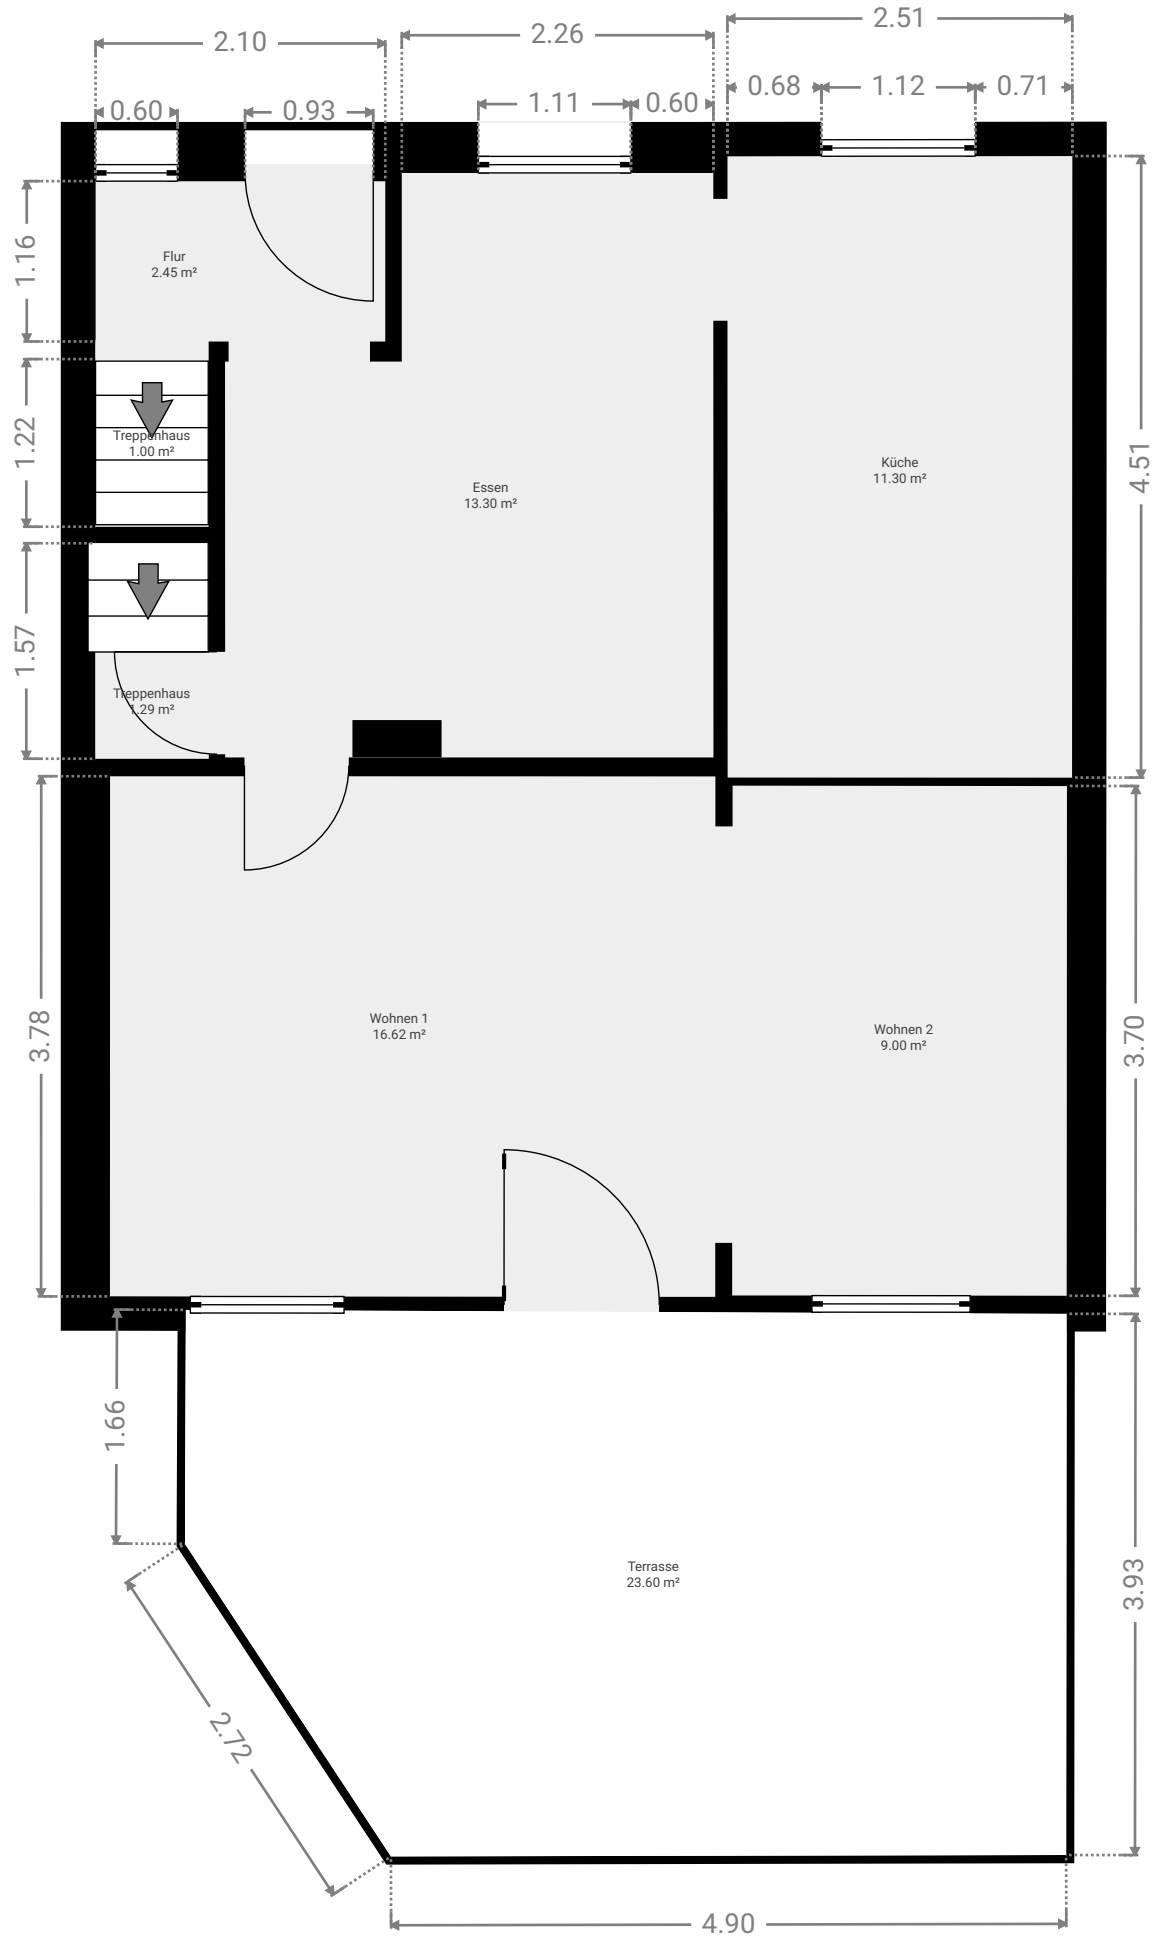 2.51
2.26
2.10
0.68
1.12
0.71
1.11
0.60
0.60
0.93
1.16
Flur
2.45 m²
1.22
Treppenhaus
1.00 m²
Küche
11.30 m²
4.51
Essen
13.30 m²
1.57
Treppenhaus
1.29 m²
3.78
Wohnen 1
16.62 m²
Wohnen 2
9.00 m²
3.70
1.66
Terrasse
23.60 m²
3.93
2.72
4.90